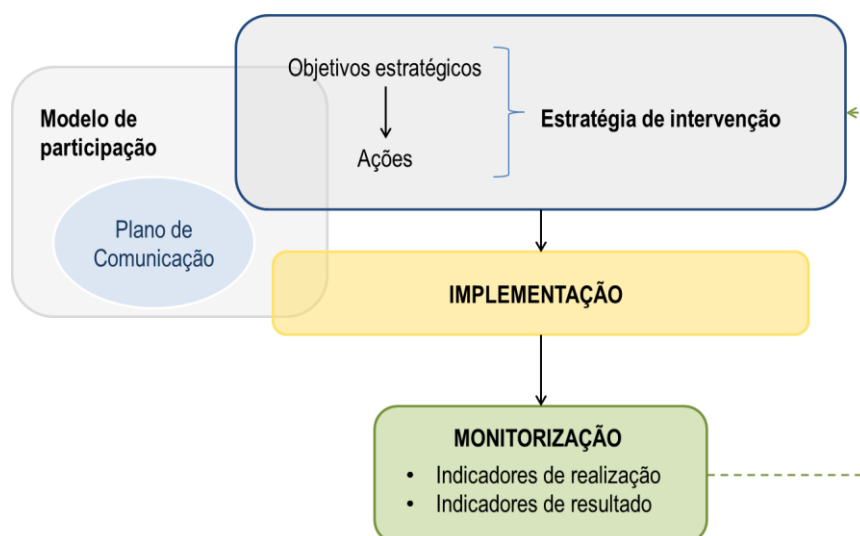 Objetivos estratégicos
Modelo de
participação
Estratégia de intervenção
Ações
Plano de
Comunicação
IMPLEMENTAÇÃO
MONITORIZAÇÃO
• Indicadores de realização
• Indicadores de resultado